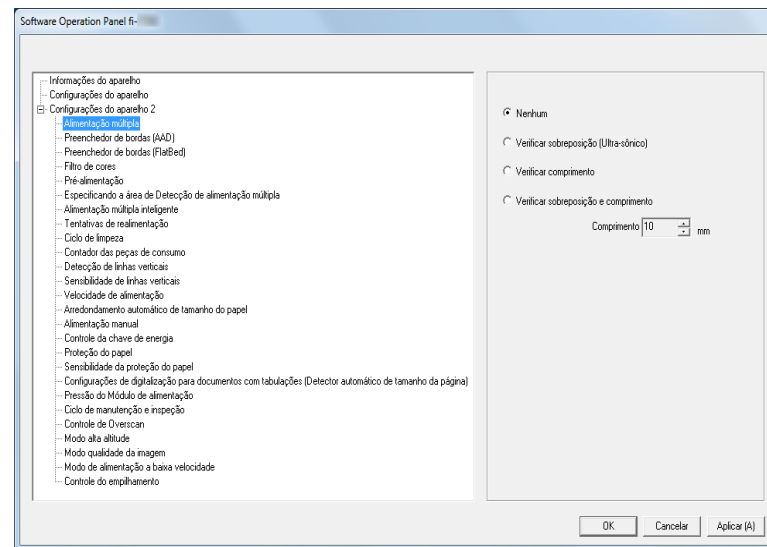 Software Operation Panel fi-
Informações do aparelho
Configurações do aparelho
Configurações do aparelho 2
Alimentação múltipla
Preenchedor de bordas (AAD)
Preenchedor de bordas (FlatBed)
Filtro de cores
Pré-alimentação
Especificando a área de Detecção de alimentação múltipla
Alimentação múltipla inteligente
Tentativas de realimentação
Ciclo de limpeza
Contador das peças de consumo
Detecção de linhas verticais
Sensibilidade de linhas verticais
Velocidade de alimentação
Arredondamento automático de tamanho do papel
Alimentação manual
Controle da chave de energia
Proteção do papel
Sensibilidade da proteção do papel
Configurações de digitalização para documentos com tabulações (Detector automático de tamanho da página)
Pressão do Módulo de alimentação
Ciclo de manutenção e inspeção
Controle de Overscan
Modo alta altitude
Modo qualidade da imagem
Modo de alimentação a baixa velocidade
Controle do empilhamento
Nenhum
Verificar sobreposição (Ultra-sônico)
Verificar comprimento
Verificar sobreposição e comprimento
Comprimento 10 mm
OK Cancelar Aplicar (A)